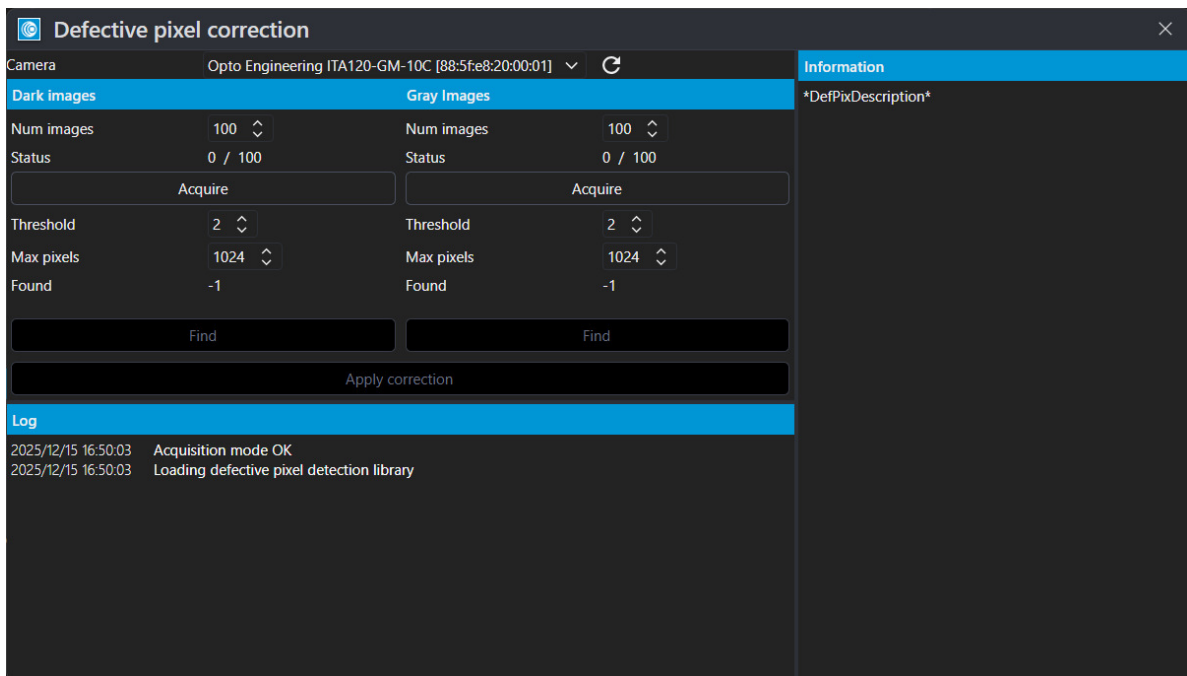 Defective pixel correction
Camera Opto Engineering ITA120-GM-10C [88:5f:e8:20:00:01]
Information
Dark images Gray Images
*DefPixDescription*
Num images 100 Num images 100
Status 0 / 100 Status 0 / 100
Acquire Acquire
Threshold 2 Threshold 2
Max pixels 1024 Max pixels 1024
Found -1 Found -1
Find Find
Apply correction
Log
2025/12/15 16:50:03 Acquisition mode OK
2025/12/15 16:50:03 Loading defective pixel detection library